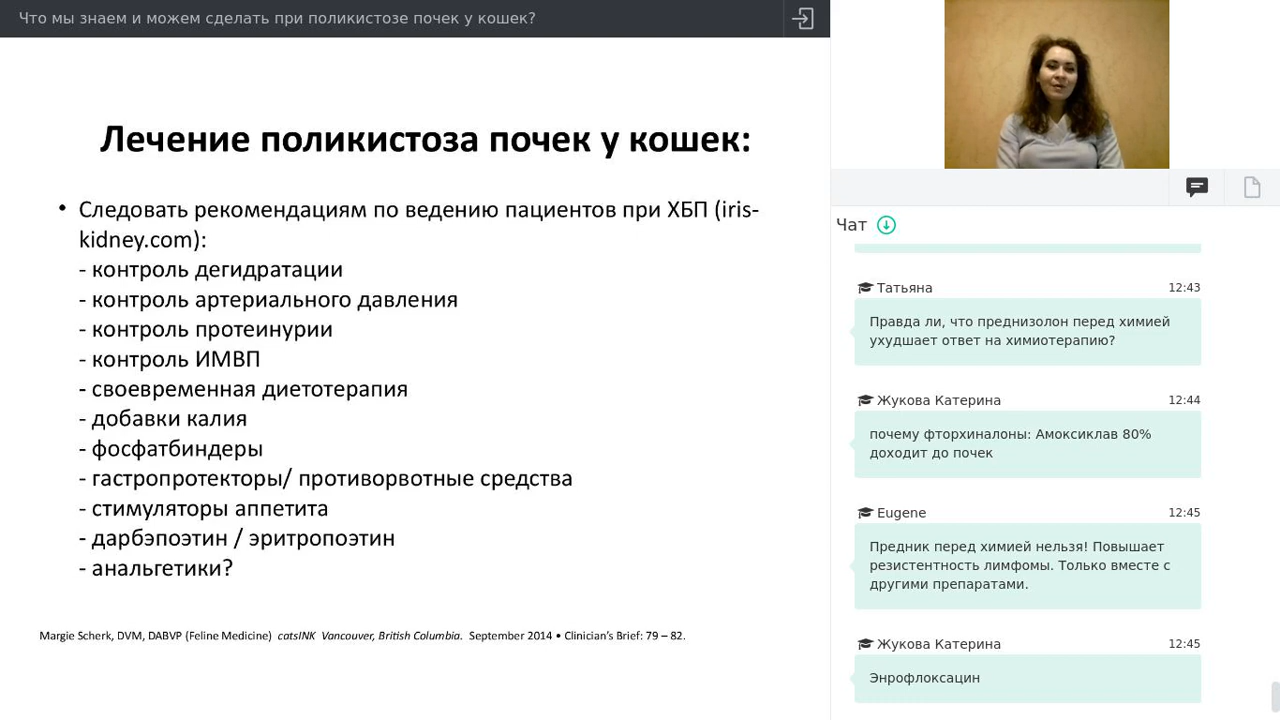 Что мы знаем и можем сделать при поликистозе почек у кошек?
Лечение поликистоза почек у кошек:
• Следовать рекомендациям по ведению пациентов при ХБП (iris-
kidney.com):
- контроль дегидратации
- контроль артериального давления
- контроль протеинурии
- контроль ИМВП
- своевременная диетотерапия
- добавки калия
- фосфатбиндеры
- гастропротекторы/ противорвотные средства
- стимуляторы аппетита
- дарбэпоэтин / эритропоэтин
- анальгетики?
Margie Scherk, DVM, DABVP (Feline Medicine) catsINK Vancouver, British Columbia. September 2014 • Clinician’s Brief: 79 – 82.
Чат
Татьяна 12:43
Правда ли, что преднизолон перед химией
ухудшает ответ на химиотерапию?
Жукова Катерина 12:44
почему фторхиналоны: Амоксиклав 80%
доходит до почек
Eugene 12:45
Предник перед химией нельзя! Повышает
резистентность лимфомы. Только вместе с
другими препаратами.
Жукова Катерина 12:45
Энрофлоксацин